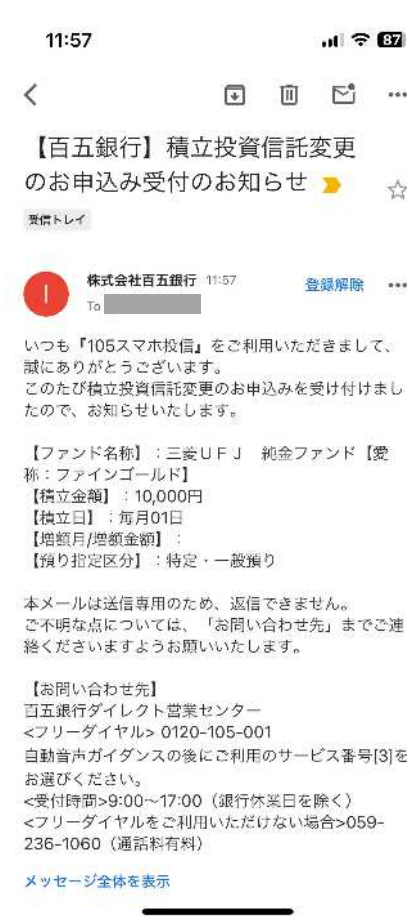 11:57
87
【百五銀行】積立投資信託変更
のお申込み受付のお知らせ
受信トレイ
I
株式会社百五銀行 11:57
登録解除
To
いつも『105スマホ投信』をご利用いただきまして、
誠にありがとうございます。
このたび積立投資信託変更のお申込みを受け付けまし
たので、お知らせいたします。
【ファンド名称】：三菱ＵＦＪ　純金ファンド【愛
称：ファインゴールド】
【積立金額】：10,000円
【積立日】：毎月01日
【増額月/増額金額】：
【預り指定区分】：特定・一般預り
本メールは送信専用のため、返信できません。
ご不明な点については、「お問い合わせ先」までご連
絡くださいますようお願いいたします。
【お問い合わせ先】
百五銀行ダイレクト営業センター
<フリーダイヤル> 0120-105-001
自動音声ガイダンスの後にご利用のサービス番号[3]を
お選びください。
<受付時間>9:00～17:00（銀行休業日を除く）
<フリーダイヤルをご利用いただけない場合>059-
236-1060（通話料有料）
メッセージ全体を表示